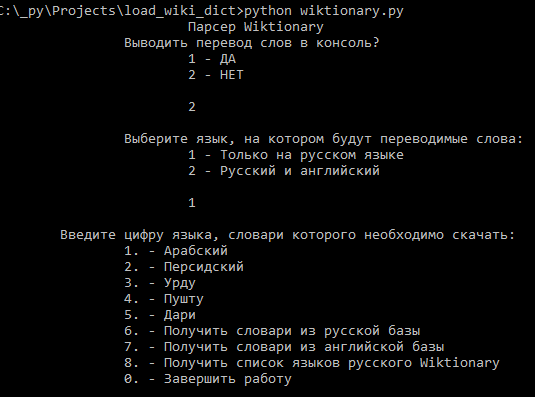 C:\_py\Projects\load_wiki_dict>python wiktionary.py
Парсер Wiktionary
Выводить перевод слов в консоль?
1 - ДА
2 - НЕТ
2
Выберите язык, на котором будут переводимые слова:
1 - Только на русском языке
2 - Русский и английский
1
Введите цифру языка, словари которого необходимо скачать:
1. - Арабский
2. - Персидский
3. - Урду
4. - Пушту
5. - Дари
6. - Получить словари из русской базы
7. - Получить словари из английской базы
8. - Получить список языков русского Wiktionary
0. - Завершить работу